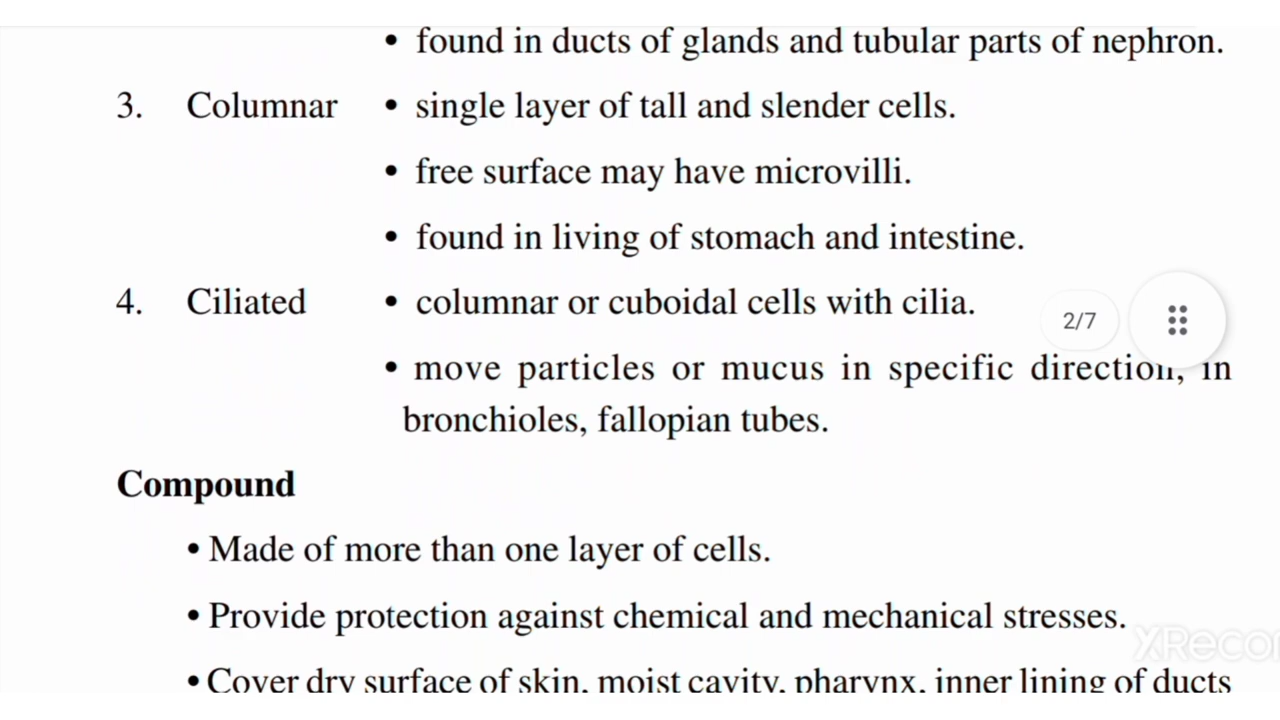 • found in ducts of glands and tubular parts of nephron.
3. Columnar • single layer of tall and slender cells.
• free surface may have microvilli.
• found in living of stomach and intestine.
4. Ciliated • columnar or cuboidal cells with cilia.
2/7
• move particles or mucus in specific direction, in
bronchioles, fallopian tubes.
Compound
• Made of more than one layer of cells.
• Provide protection against chemical and mechanical stresses.
XRecor
• Cover dry surface of skin, moist cavity, pharynx, inner lining of ducts